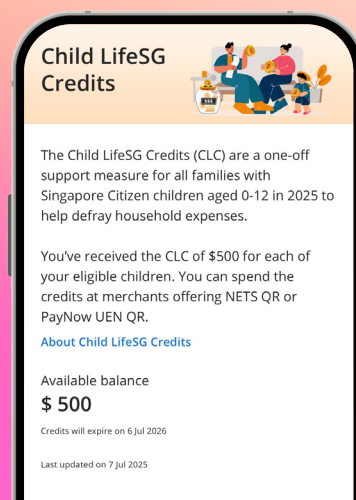 Child LifeSG
Credits
$$$
The Child LifeSG Credits (CLC) are a one-off
support measure for all families with
Singapore Citizen children aged 0-12 in 2025 to
help defray household expenses.
You've received the CLC of $500 for each of
your eligible children. You can spend the
credits at merchants offering NETS QR or
PayNow UEN QR.
About Child LifeSG Credits
Available balance
$ 500
Credits will expire on 6 Jul 2026
Last updated on 7 Jul 2025